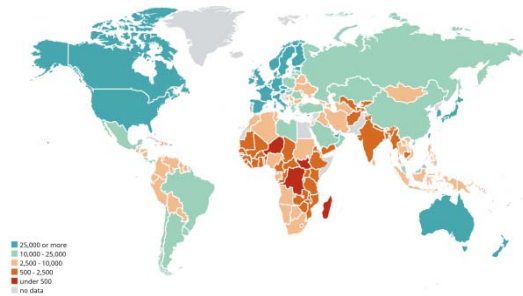 25,000 or more
10,000 - 25,000
2,500 - 10,000
500 - 2,500
under 500
no data